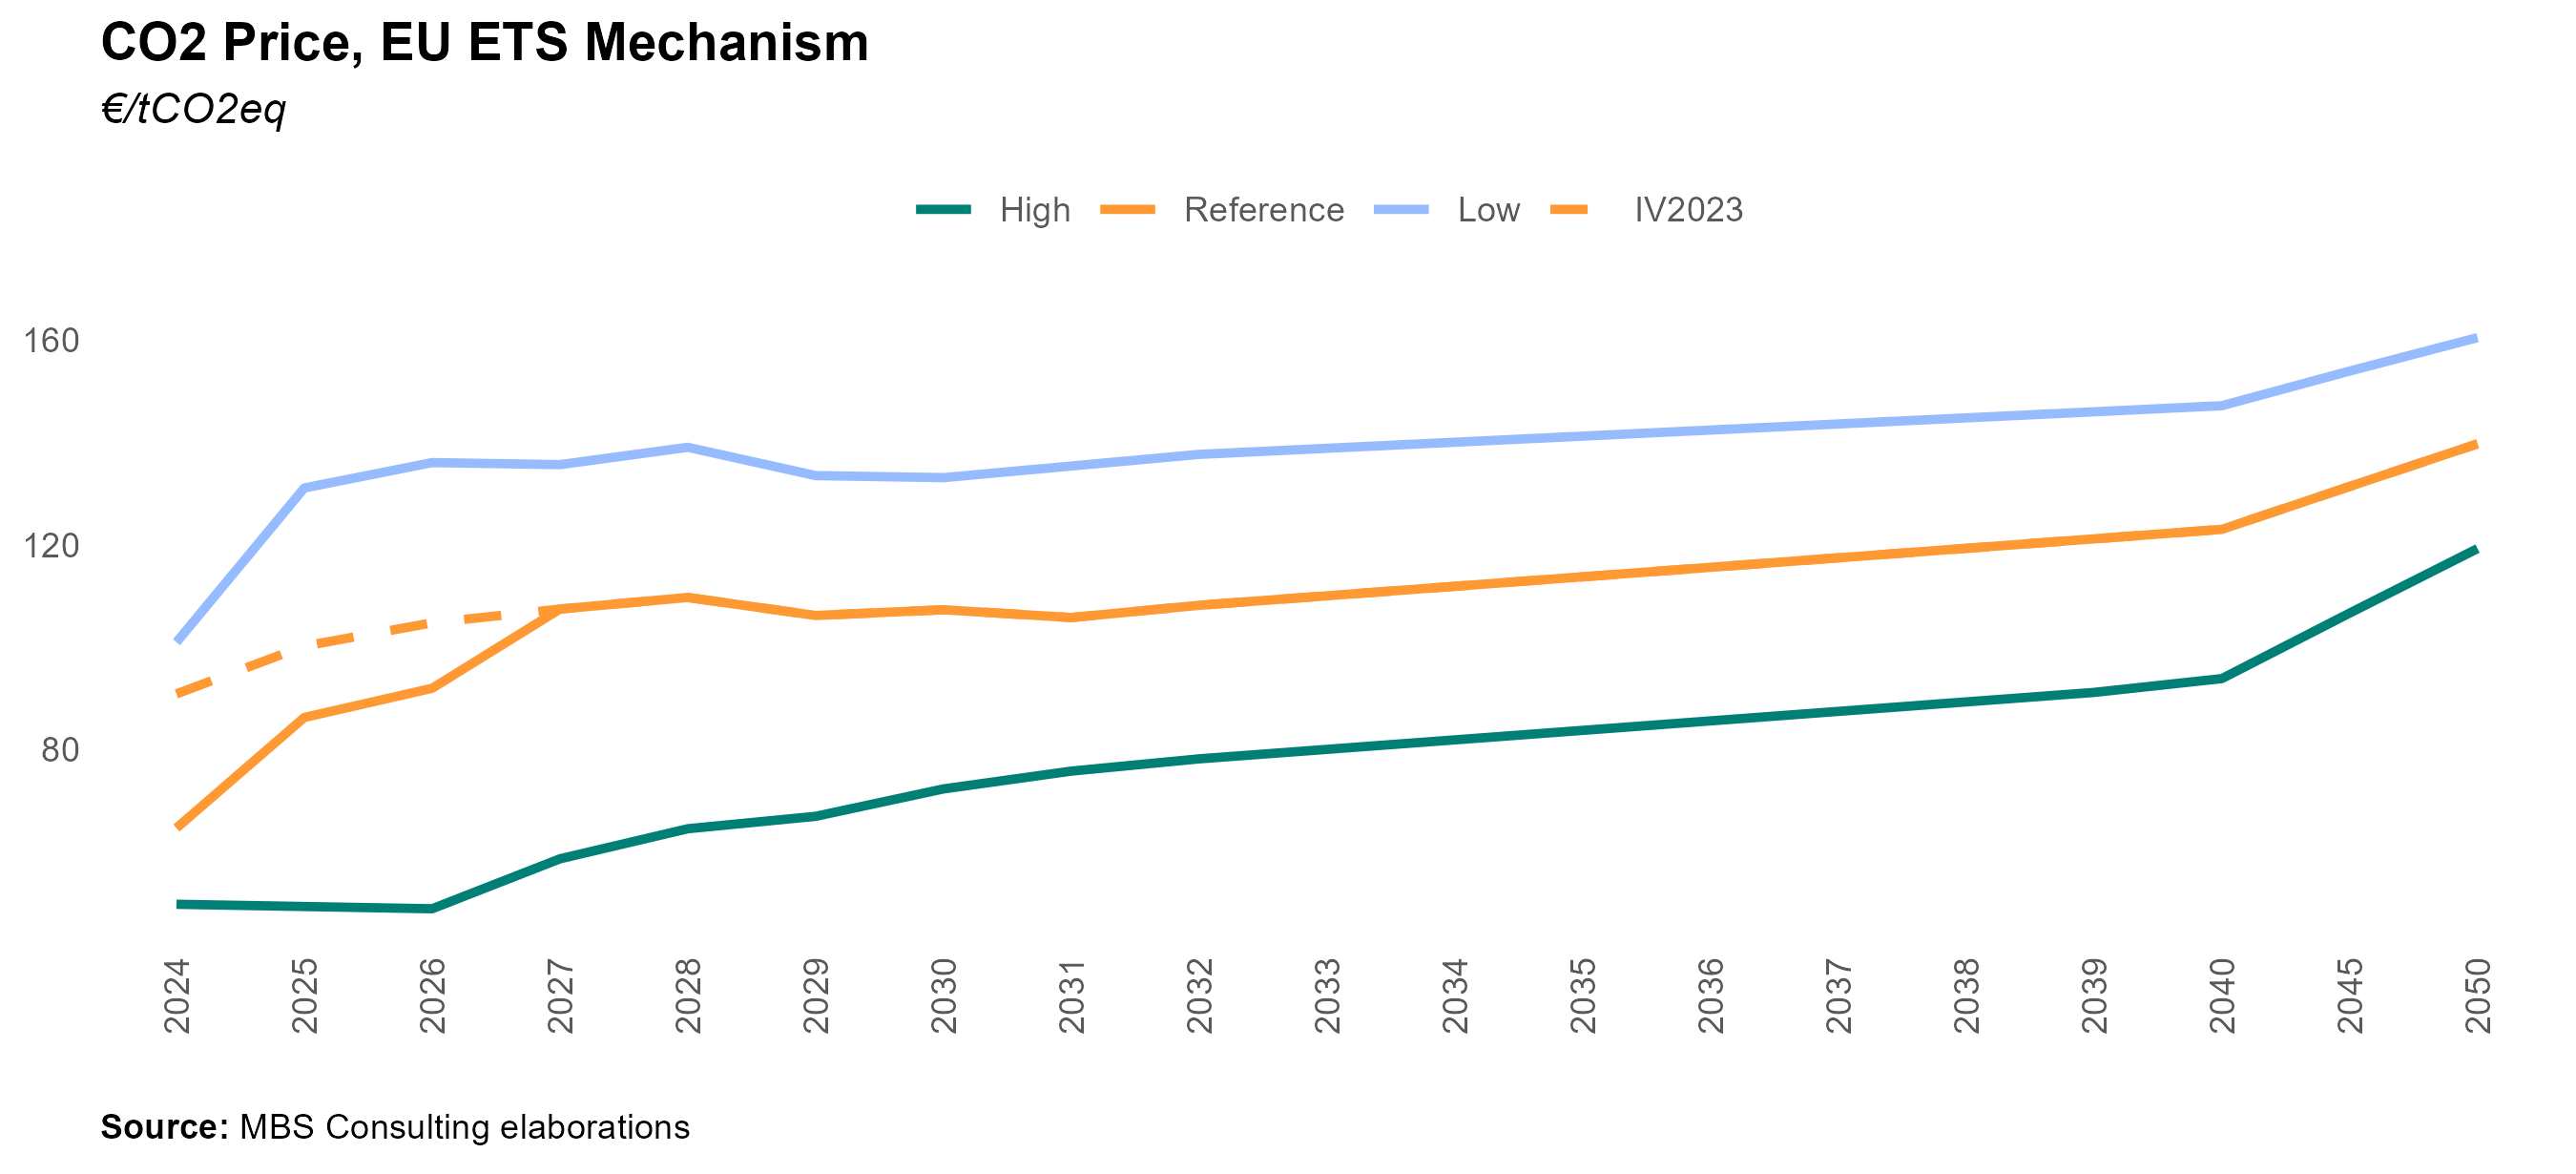 CO2 Price, EU ETS Mechanism
€/tCO2eq
High Reference Low IV2023
160
120
80
2024 2025 2026 2027 2028 2029 2030 2031 2032 2033 2034 2035 2036 2037 2038 2039 2040 2045 2050
Source: MBS Consulting elaborations